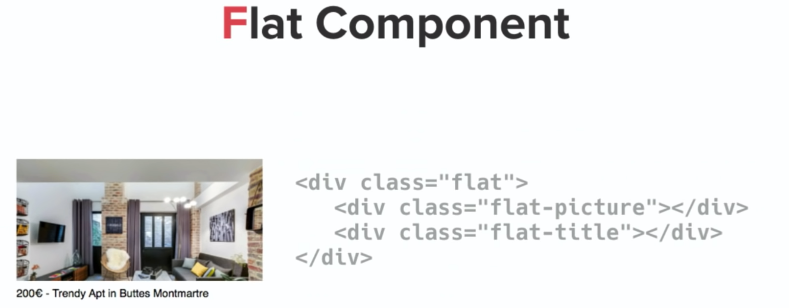 Flat Component
<div class="flat">
<div class="flat-picture"></div>
<div class="flat-title"></div>
</div>
200€ - Trendy Apt in Buttes Montmartre